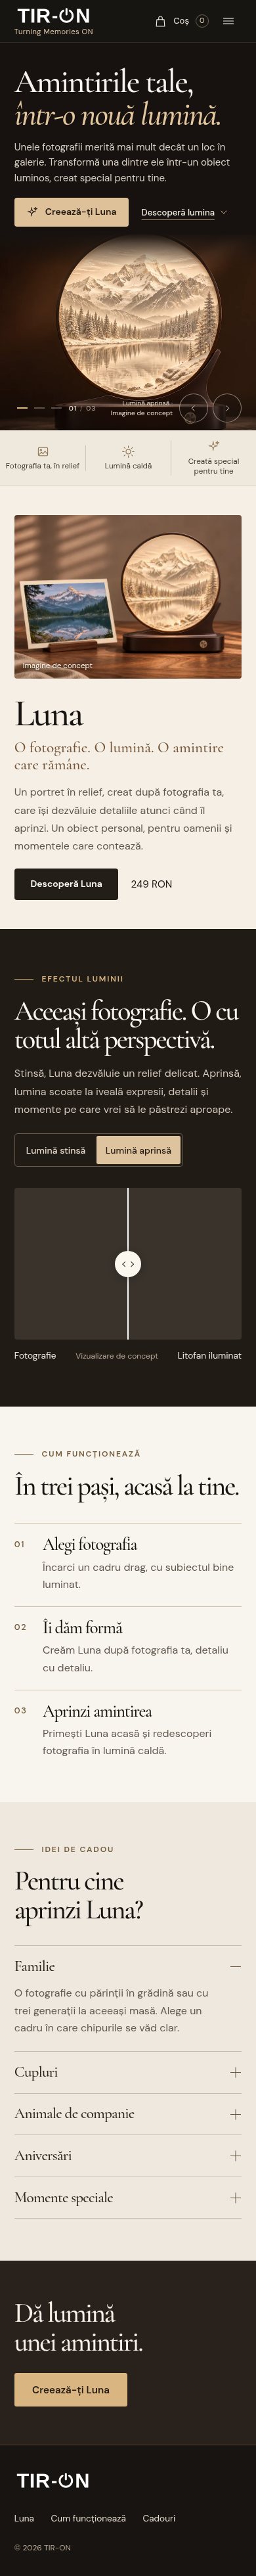 TIR-ON
Turning Memories ON
Coș 0
Amintirile tale,
într-o nouă lumină.
Unele fotografii merită mai mult decât un loc în
galerie. Transformă una dintre ele într-un obiect
luminos, creat special pentru tine.
Creează-ți Luna
Descoperă lumina
01 / 03
Lumină aprinsă ·
Imagine de concept
Fotografia ta, în relief
Lumină caldă
Creată special
pentru tine
Imagine de concept
Luna
O fotografie. O lumină. O amintire
care rămâne.
Un portret în relief, creat după fotografia ta,
care își dezvăluie detaliile atunci când îl
aprinzi. Un obiect personal, pentru oamenii și
momentele care contează.
Descoperă Luna
249 RON
EFECTUL LUMINII
Aceeași fotografie. O cu
totul altă perspectivă.
Stinsă, Luna dezvăluie un relief delicat. Aprinsă,
lumina scoate la iveală expresii, detalii și
momente pe care vrei să le păstrezi aproape.
Lumină stinsă
Lumină aprinsă
Fotografie
Vizualizare de concept
Litofan iluminat
CUM FUNCȚIONEAZĂ
În trei pași, acasă la tine.
01 Alegi fotografia
Încarci un cadru drag, cu subiectul bine
luminat.
02 Îi dăm formă
Creăm Luna după fotografia ta, detaliu
cu detaliu.
03 Aprinzi amintirea
Primești Luna acasă și redescoperi
fotografia în lumină caldă.
IDEI DE CADOU
Pentru cine
aprinzi Luna?
Familie
O fotografie cu părinții în grădină sau cu
trei generații la aceeași masă. Alege un
cadru în care chipurile se văd clar.
Cupluri
Animale de companie
Aniversări
Momente speciale
Dă lumină
unei amintiri.
Creează-ți Luna
TIR-ON
Luna
Cum funcționează
Cadouri
© 2026 TIR-ON